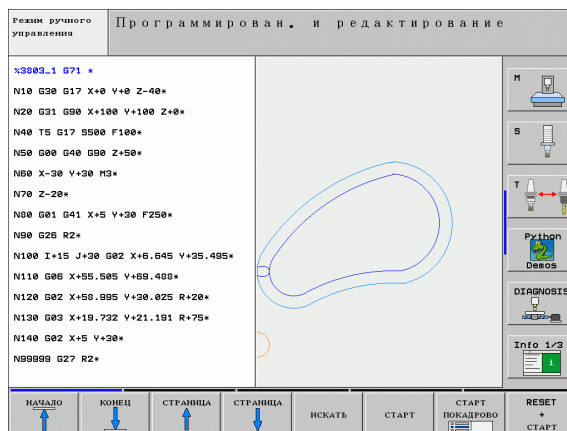 Режим ручного
управления
Программирован. и редактирование
%3803_1 G71 *
N10 G30 G17 X+0 Y+0 Z-40*
N20 G31 G90 X+100 Y+100 Z+0*
N40 T5 G17 S500 F100*
N50 G00 G40 G90 Z+50*
N60 X-30 Y+30 M3*
N70 Z-20*
N80 G01 G41 X+5 Y+30 F250*
N90 G26 R2*
N100 I+15 J+30 G02 X+6.645 Y+35.495*
N110 G06 X+55.505 Y+69.488*
N120 G02 X+58.995 Y+30.025 R+20*
N130 G03 X+19.732 Y+21.191 R+75*
N140 G02 X+5 Y+30*
N99999 G27 R2*
M
S
T
Python
Demos
DIAGNOSIS
Info 1/3
НАЧАЛО
КОНЕЦ
СТРАНИЦА
СТРАНИЦА
ИСКАТЬ
СТАРТ
СТАРТ
ПОКАДРОВО
RESET
+
СТАРТ